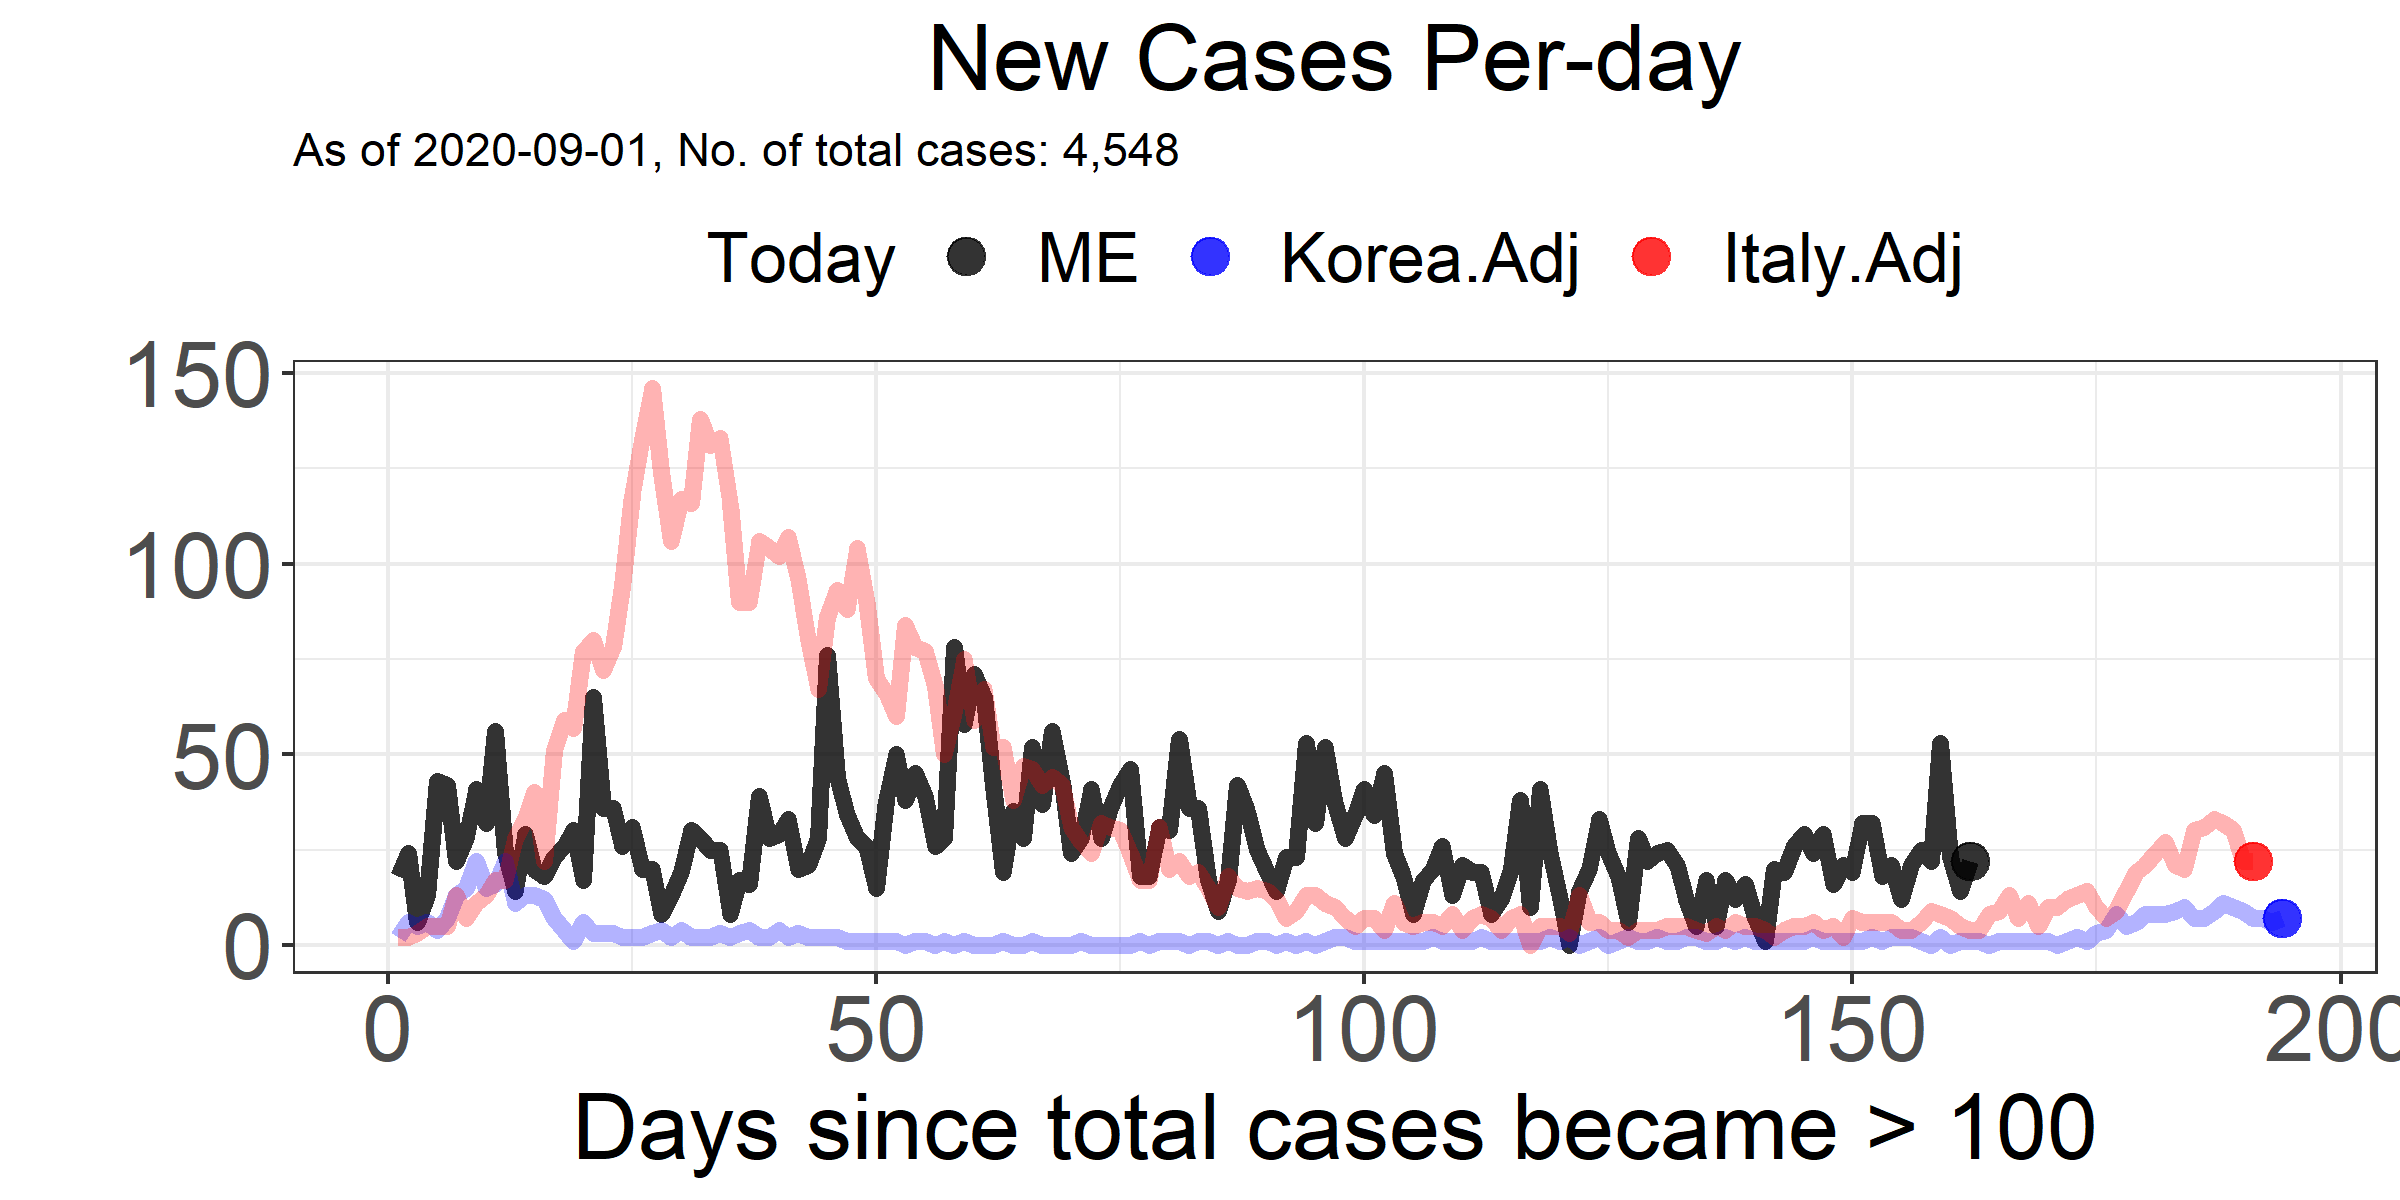 New Cases Per-day
As of 2020-09-01, No. of total cases: 4,548
Today ME Korea.Adj Italy.Adj
150
100
50
0
0 50 100 150 200
Days since total cases became > 100